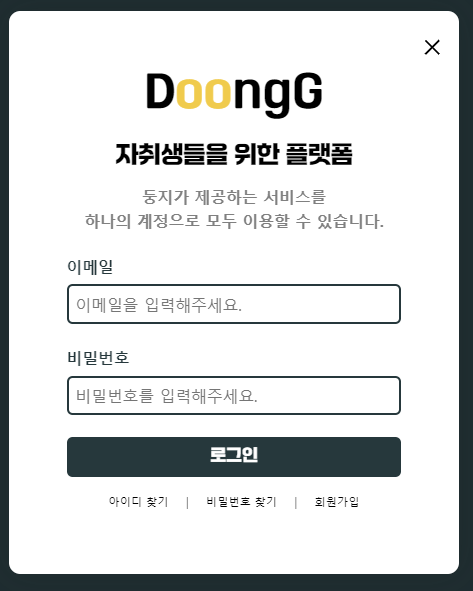 DoongG
자취생들을 위한 플랫폼
둥지가 제공하는 서비스를
하나의 계정으로 모두 이용할 수 있습니다.
이메일
이메일을 입력해주세요.
비밀번호
비밀번호를 입력해주세요.
로그인
아이디 찾기 | 비밀번호 찾기 | 회원가입